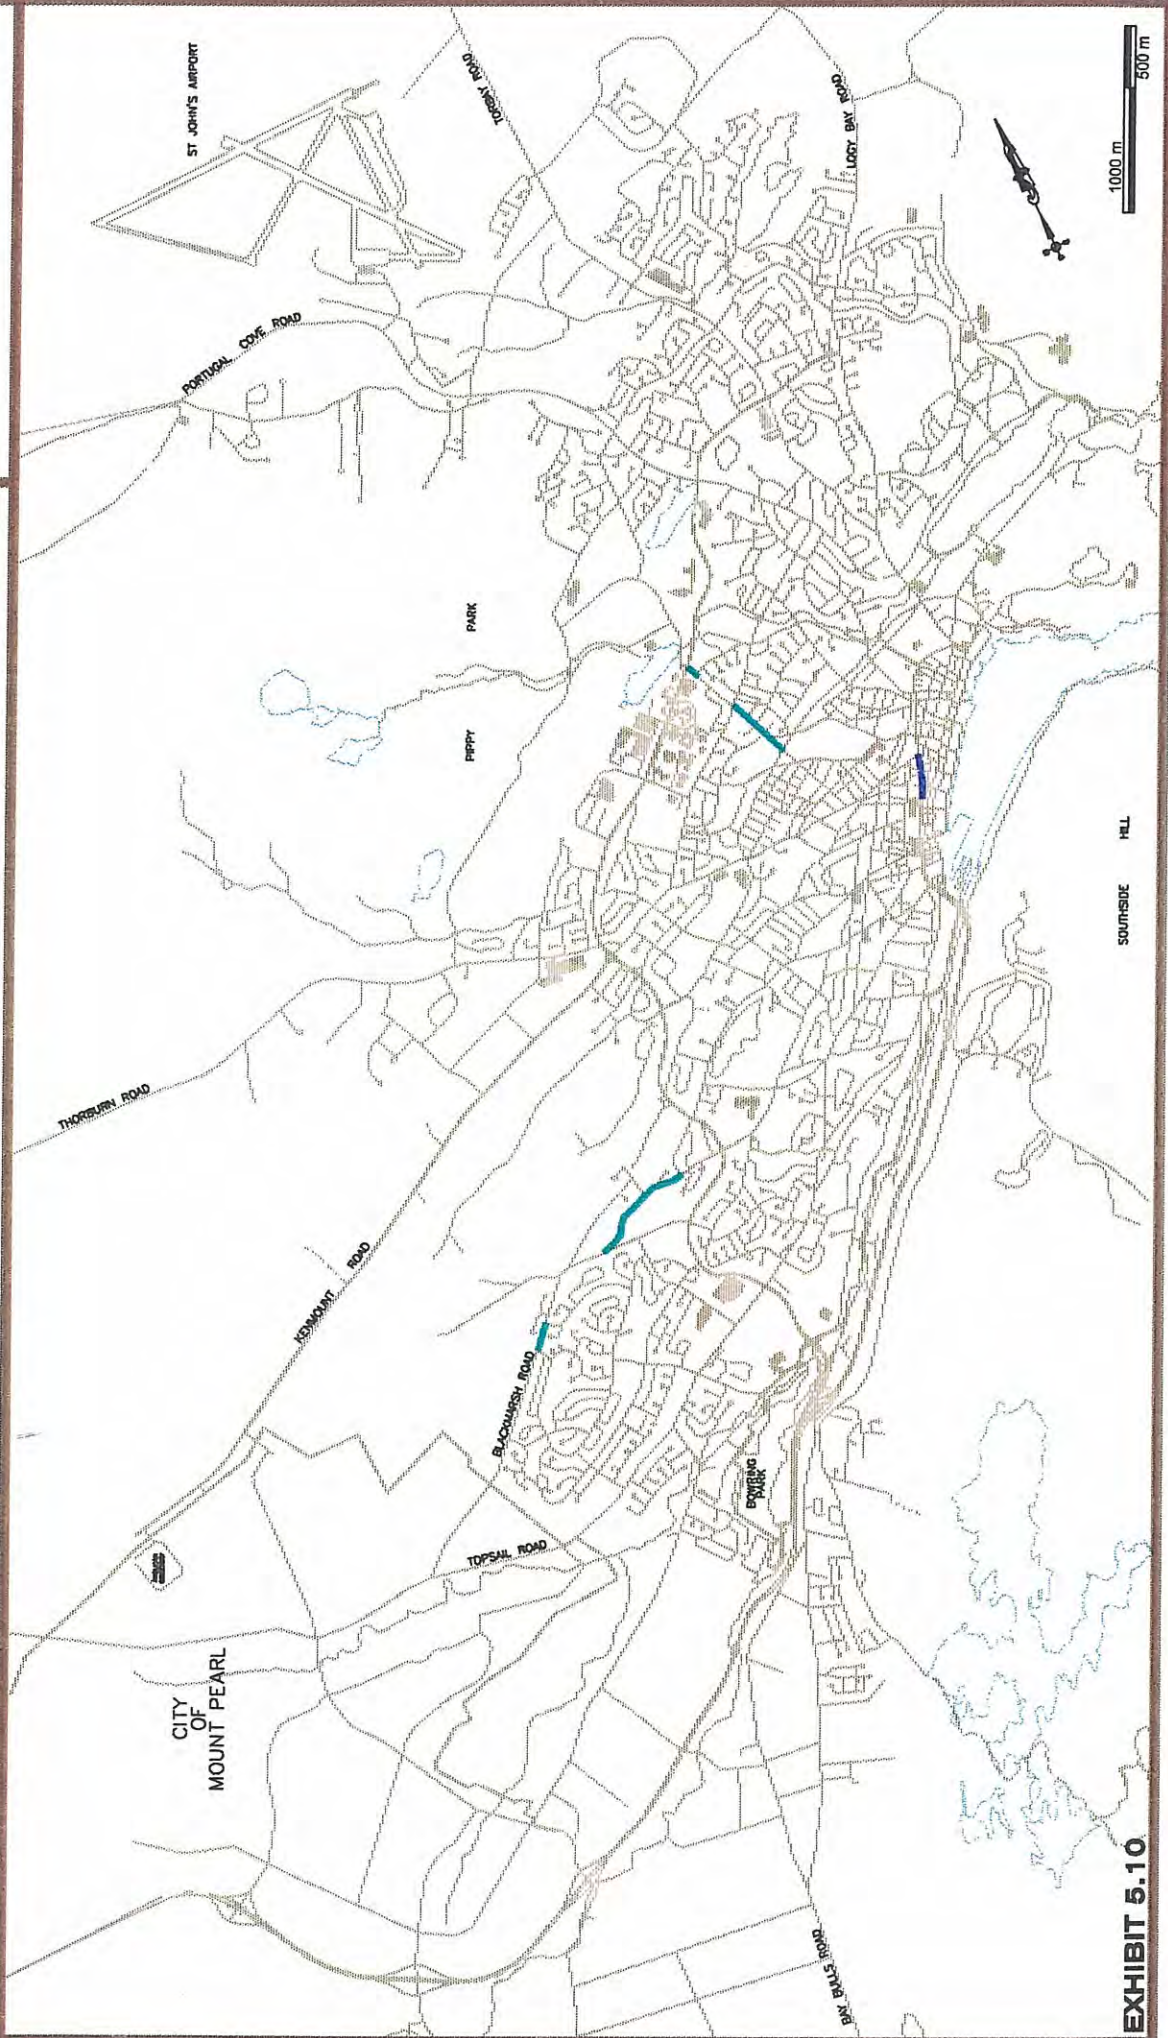 ST JOHN'S AIRPORT
TORBAY ROAD
LOGY BAY ROAD
500 m
1000 m
PORTUGAL COVE ROAD
PIPPY PARK
SOUTHSIDE HILL
THORBURN ROAD
KENMOUNT ROAD
BLACKMARSH ROAD
BOWRING
PARK
TOPSAIL ROAD
CITY
OF
MOUNT PEARL
BAY BULLS ROAD
EXHIBIT 5.10